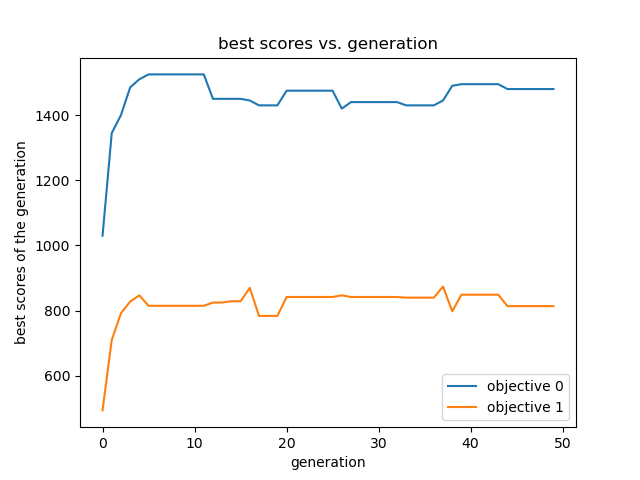 best scores vs. generation
best scores of the generation
1400
1200
1000
800
600
0
10
20
30
40
50
generation
objective 0
objective 1